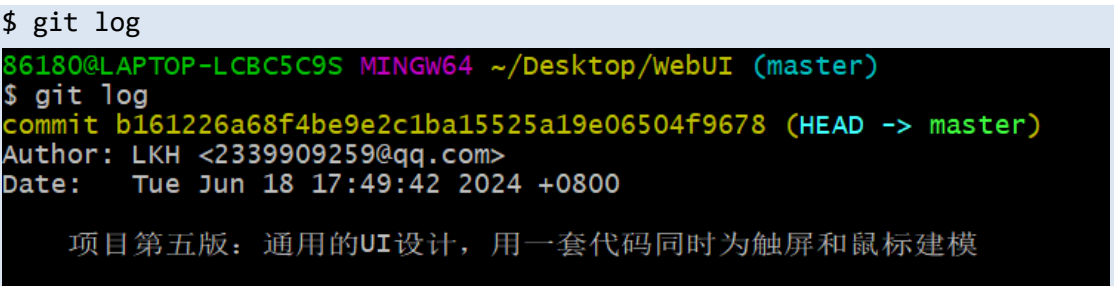 $ git log
86180@LAPTOP-LCBC5C9S MINGW64 ~/Desktop/WebUI (master)
$ git log
commit b161226a68f4be9e2c1ba15525a19e06504f9678 (HEAD -> master)
Author: LKH <2339909259@qq.com>
Date:   Tue Jun 18 17:49:42 2024 +0800
项目第五版：通用的UI设计，用一套代码同时为触屏和鼠标建模